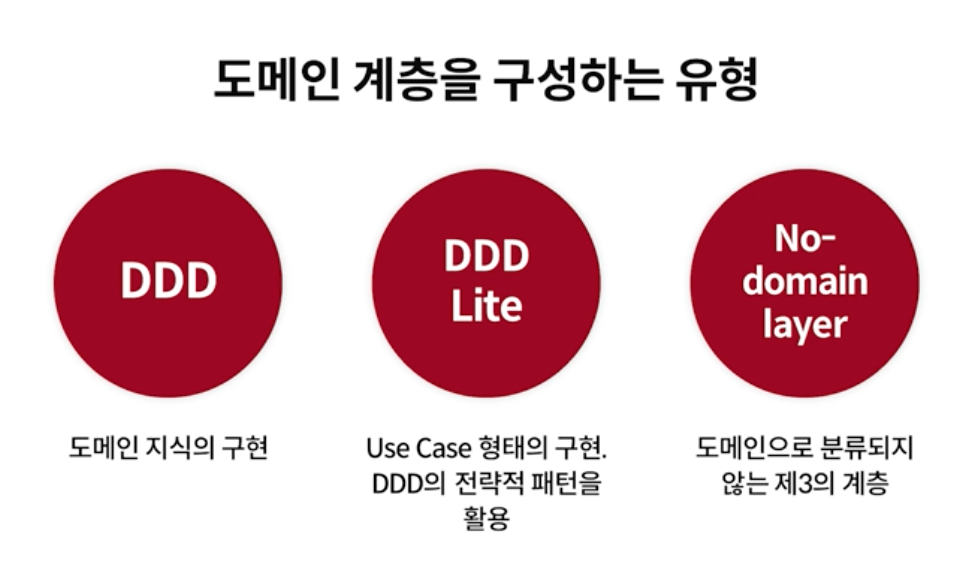 도메인 계층을 구성하는 유형
DDD
도메인 지식의 구현
DDD
Lite
Use Case 형태의 구현.
DDD의 전략적 패턴을
활용
No-
domain
layer
도메인으로 분류되지
않는 제3의 계층